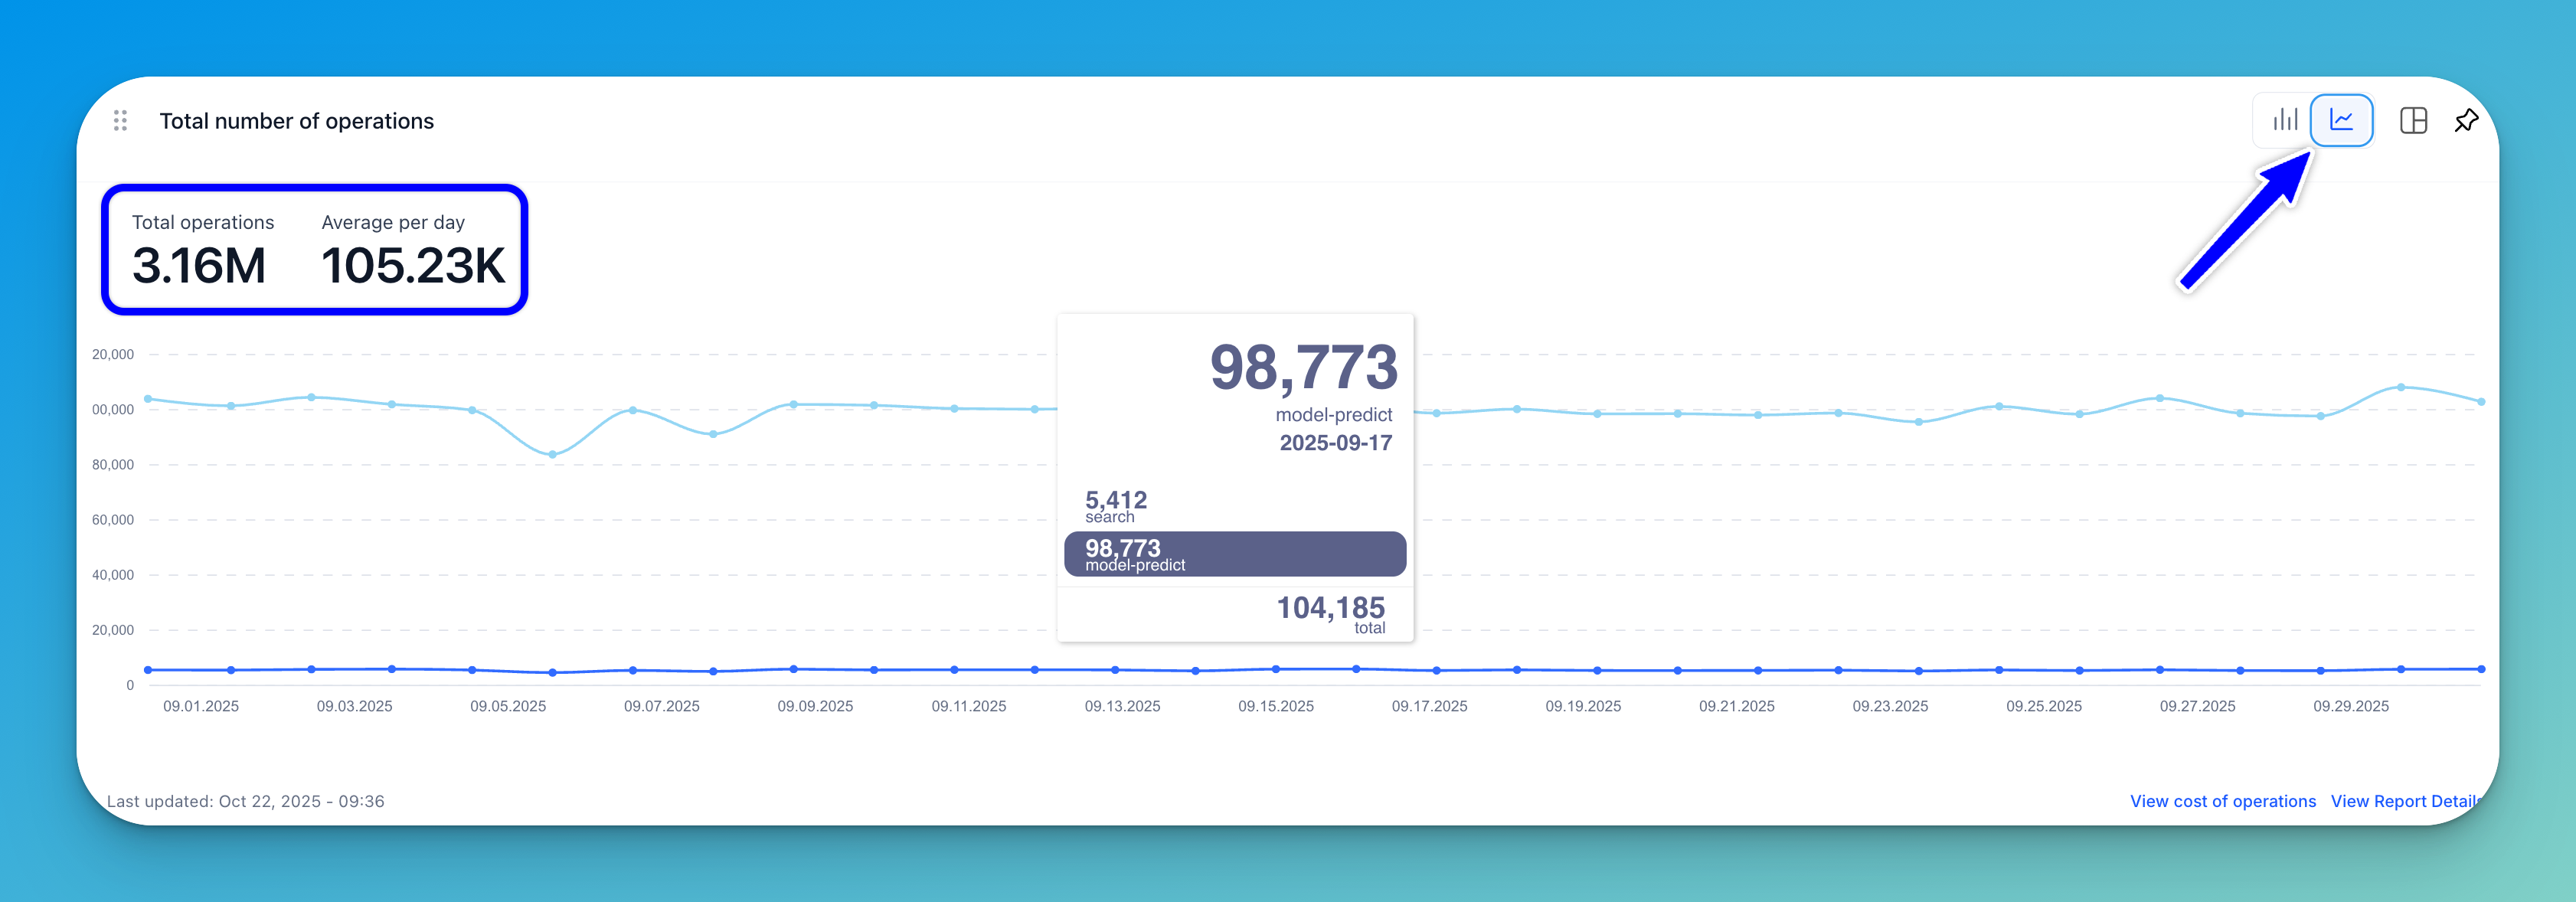 Total number of operations
Total operations Average per day
3.16M 105.23K
98,773
model-predict
2025-09-17
5,412
search
98,773
model-predict
104,185
total
20,000
00,000
80,000
60,000
40,000
20,000
0
09.01.2025 09.03.2025 09.05.2025 09.07.2025 09.09.2025 09.11.2025 09.13.2025 09.15.2025 09.17.2025 09.19.2025 09.21.2025 09.23.2025 09.25.2025 09.27.2025 09.29.2025
Last updated: Oct 22, 2025 - 09:36 View cost of operations View Report Details